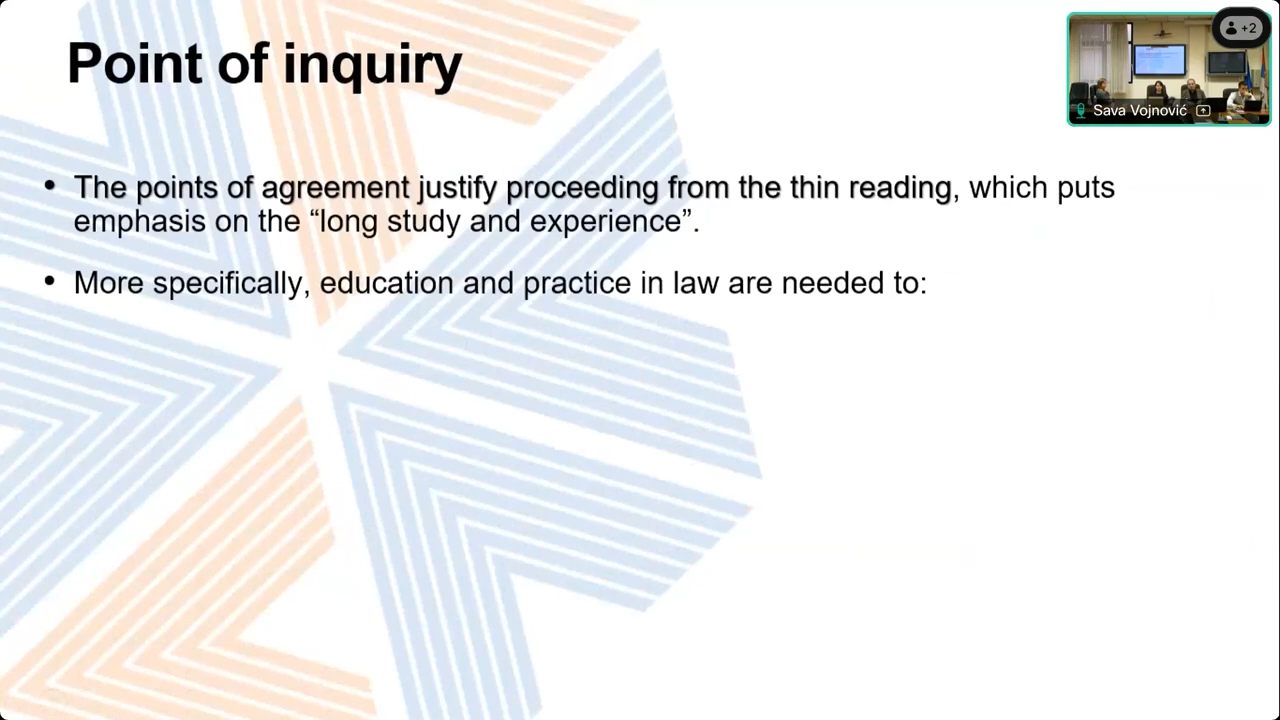 Point of inquiry
+2
Sava Vojnović
• The points of agreement justify proceeding from the thin reading, which puts
emphasis on the “long study and experience”.
• More specifically, education and practice in law are needed to: